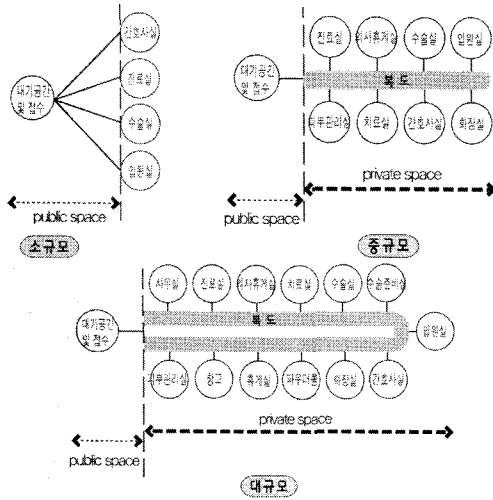 간호사실
진료실
대기공간
및 접수
수술실
입원실
public space
소규모
진료실
의사휴게실
수술실
입원실
대기공간
및 접수
복 도
피부관리실
치료실
간호사실
화장실
private space
public space
중규모
샤워실
진료실
의사휴게실
치료실
수술실
수술준비실
대기공간
및 접수
복 도
입원실
피부관리실
창고
휴게실
파우더룸
화장실
간호사실
private space
public space
대규모